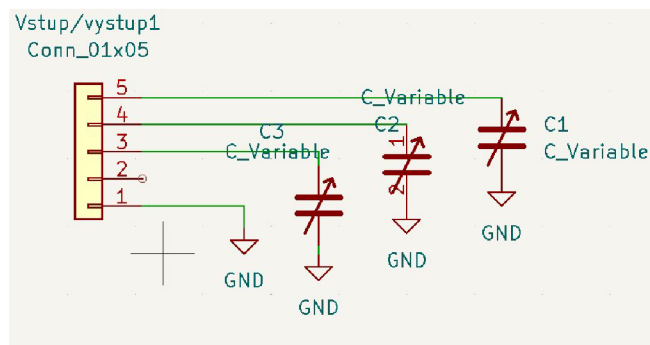 Vstup/vystup1
Conn_01x05
5
4
3
2
1
C_Variable
C2
1
2
C1
C_Variable
C3
C_Variable
GND
GND
GND
GND